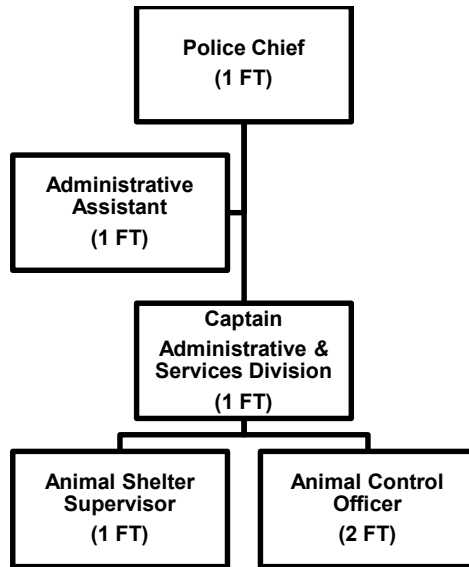 Police Chief
(1 FT)
Administrative
Assistant
(1 FT)
Captain
Administrative &
Services Division
(1 FT)
Animal Shelter
Supervisor
(1 FT)
Animal Control
Officer
(2 FT)